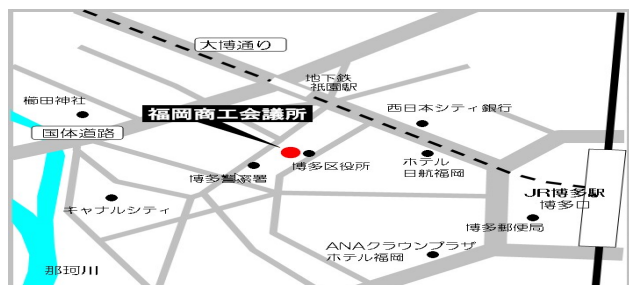 大博通り
地下鉄
祇園駅
櫛田神社
福岡商工会議所
西日本シティ銀行
国体道路
博多区役所
ホテル
日航福岡
博多警察署
JR博多駅
博多口
キャナルシティ
博多郵便局
ANAクラウンプラザ
ホテル福岡
那珂川